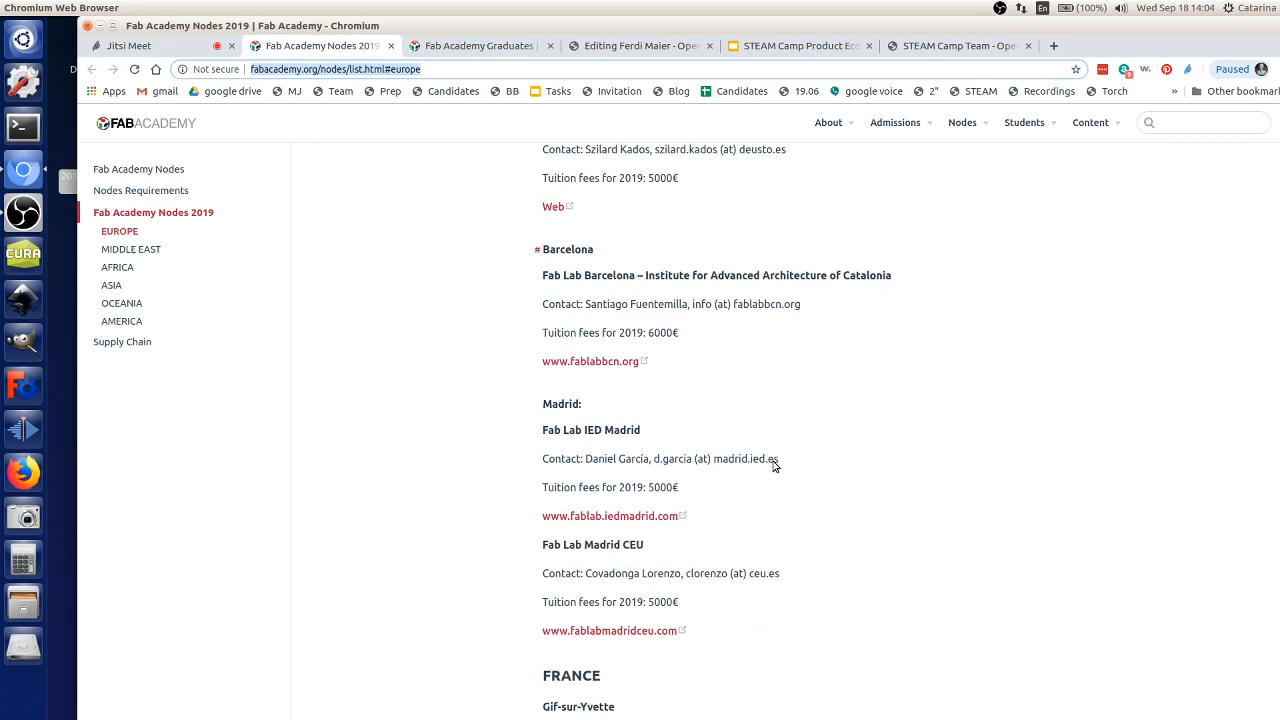 Chromium Web Browser
En (100%) Wed Sep 18 14:04 Catarina
Fab Academy Nodes 2019 | Fab Academy - Chromium
Jitsi Meet
Fab Academy Nodes 2019
Fab Academy Graduates |
Editing Ferdi Maier - Oper
STEAM Camp Product Eco
STEAM Camp Team - Open
Not secure | fabacademy.org/nodes/list.html#europe
9 w. Paused
Apps gmail google drive MJ Team Prep Candidates BB Tasks Invitation Blog Candidates 19.06 google voice 2" STEAM Recordings Torch » Other bookmar
FABACADEMY
About Admissions Nodes Students Content
Fab Academy Nodes
Nodes Requirements
Fab Academy Nodes 2019
EUROPE
MIDDLE EAST
AFRICA
ASIA
OCEANIA
AMERICA
Supply Chain
CURA
Contact: Szilard Kados, szilard.kados (at) deusto.es
Tuition fees for 2019: 5000€
Web
# Barcelona
Fab Lab Barcelona – Institute for Advanced Architecture of Catalonia
Contact: Santiago Fuentemilla, info (at) fablabbcn.org
Tuition fees for 2019: 6000€
www.fablabbcn.org
Madrid:
Fab Lab IED Madrid
Contact: Daniel García, d.garcia (at) madrid.ied.es
Tuition fees for 2019: 5000€
www.fablab.iedmadrid.com
Fab Lab Madrid CEU
Contact: Covadonga Lorenzo, clorenzo (at) ceu.es
Tuition fees for 2019: 5000€
www.fablabmadridceu.com
FRANCE
Gif-sur-Yvette